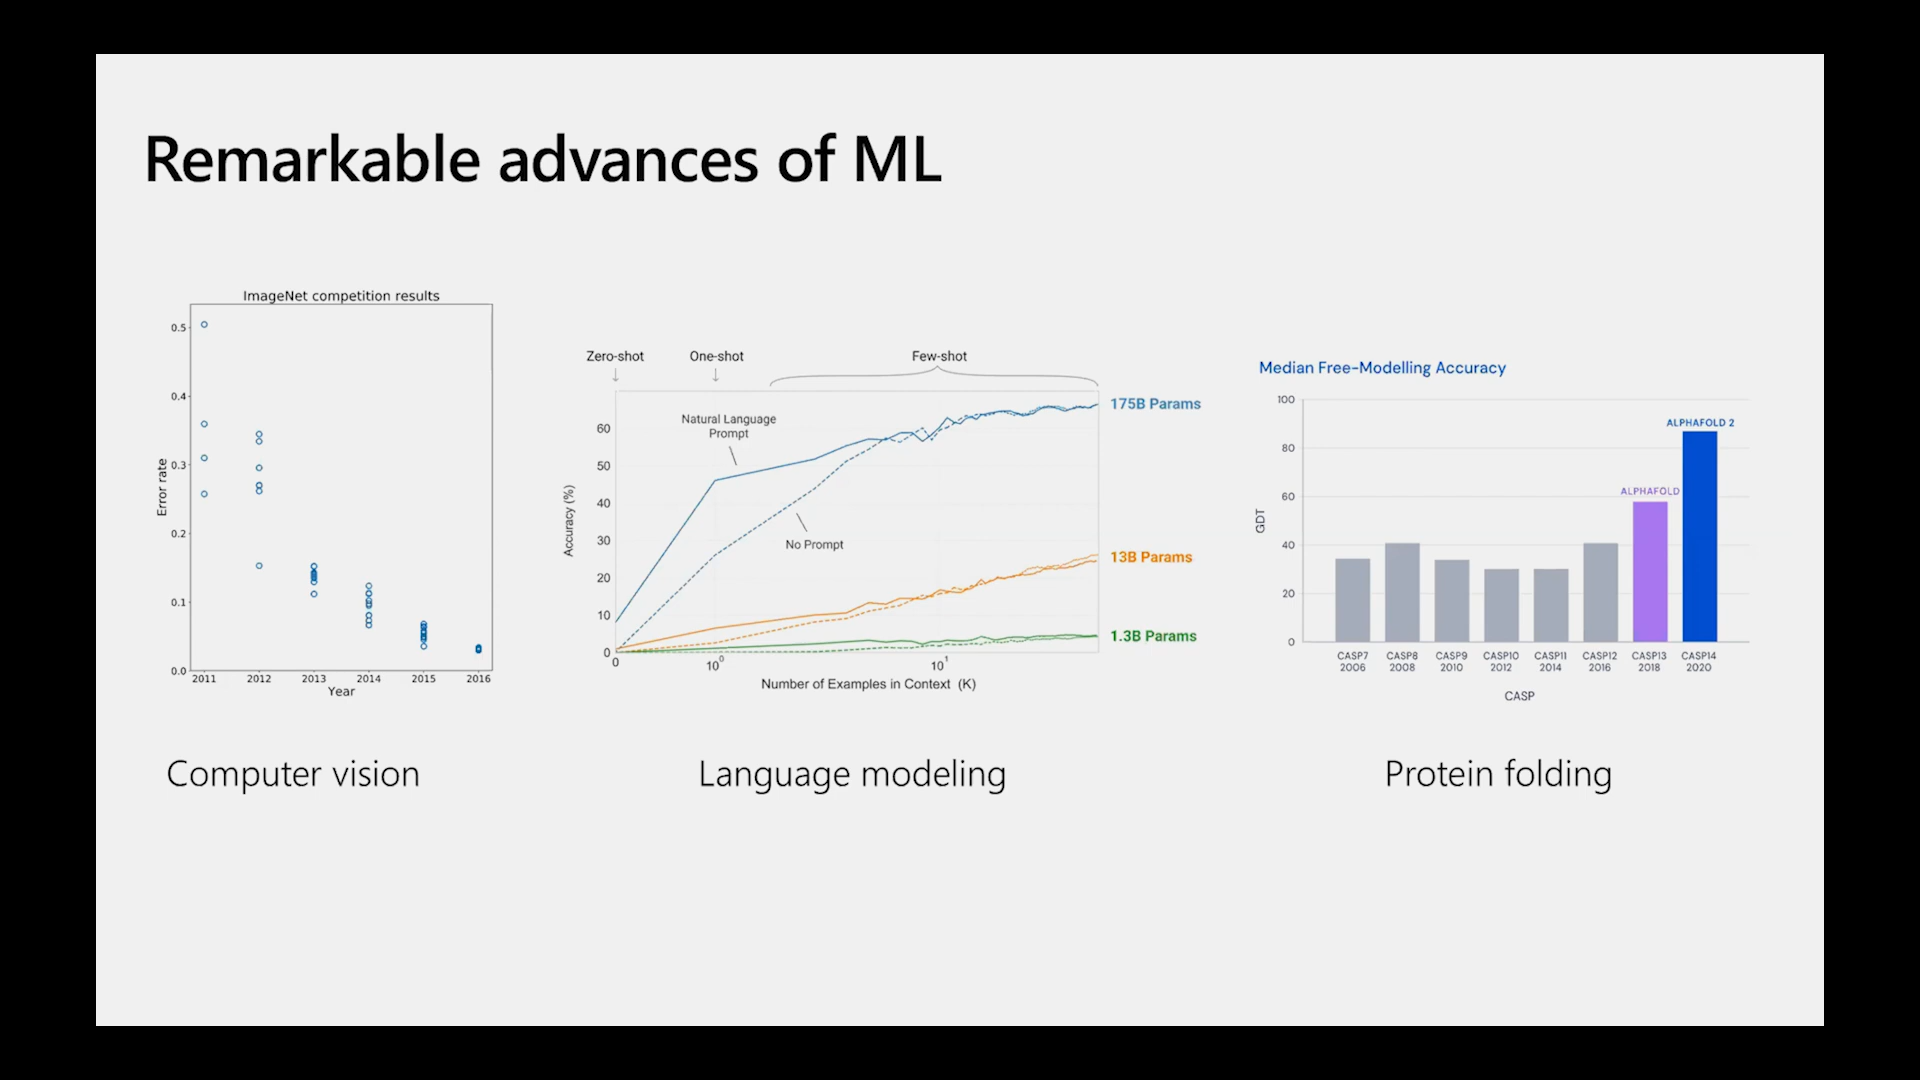 Remarkable advances of ML
ImageNet competition results
0.5
0.4
0.3
0.2
0.1
0.0
Error rate
2011 2012 2013 2014 2015 2016
Year
Computer vision
Zero-shot One-shot Few-shot
Natural Language
Prompt
No Prompt
175B Params
13B Params
1.3B Params
60
50
40
30
20
10
0
Accuracy (%)
0 10⁰ 10¹
Number of Examples in Context (K)
Language modeling
Median Free-Modelling Accuracy
100
80
60
40
20
0
GDT
ALPHAFOLD 2
ALPHAFOLD
CASP7 CASP8 CASP9 CASP10 CASP11 CASP12 CASP13 CASP14
2006 2008 2010 2012 2014 2016 2018 2020
CASP
Protein folding